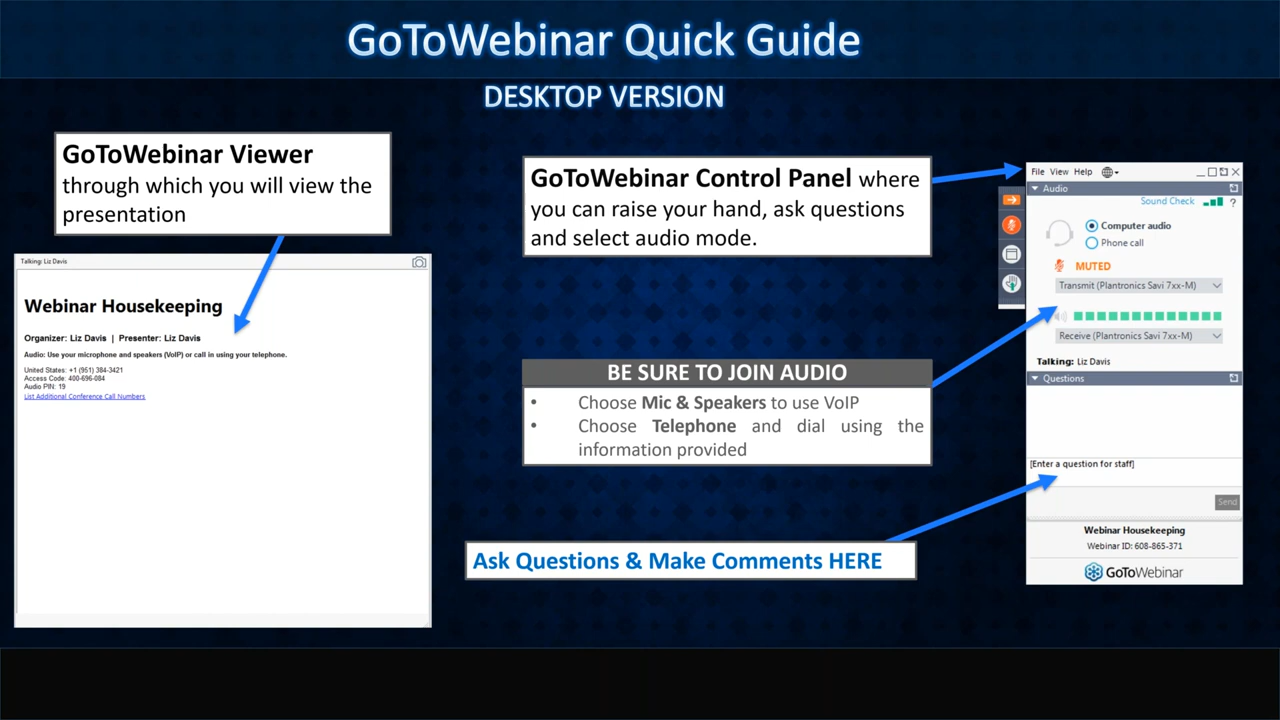 GoToWebinar Quick Guide
DESKTOP VERSION
GoToWebinar Viewer
through which you will view the
presentation
GoToWebinar Control Panel where
you can raise your hand, ask questions
and select audio mode.
Talking: Liz Davis
Webinar Housekeeping
Organizer: Liz Davis | Presenter: Liz Davis
Audio: Use your microphone and speakers (VoIP) or call in using your telephone.
United States: +1 (951) 384-3421
Access Code: 400-696-084
Audio PIN: 19
List Additional Conference Call Numbers
BE SURE TO JOIN AUDIO
• Choose Mic & Speakers to use VoIP
• Choose Telephone and dial using the
information provided
Ask Questions & Make Comments HERE
File View Help
Audio
Sound Check ?
Computer audio
Phone call
MUTED
Transmit (Plantronics Savi 7xx-M)
Receive (Plantronics Savi 7xx-M)
Talking: Liz Davis
Questions
[Enter a question for staff]
Send
Webinar Housekeeping
Webinar ID: 608-865-371
GoToWebinar